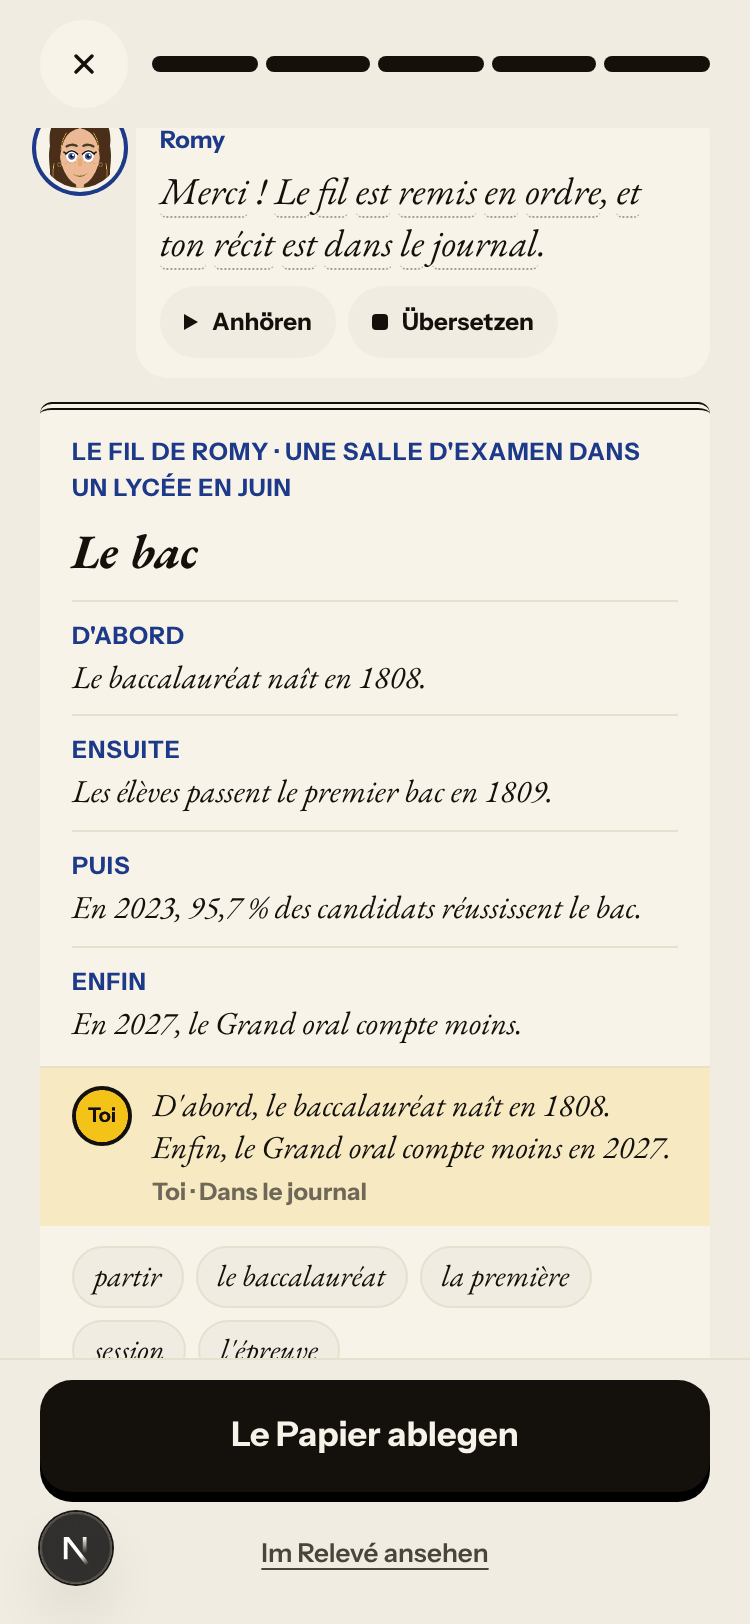 Romy
Merci ! Le fil est remis en ordre, et
ton récit est dans le journal.
Anhören
Übersetzen
LE FIL DE ROMY · UNE SALLE D'EXAMEN DANS
UN LYCÉE EN JUIN
Le bac
D'ABORD
Le baccalauréat naît en 1808.
ENSUITE
Les élèves passent le premier bac en 1809.
PUIS
En 2023, 95,7 % des candidats réussissent le bac.
ENFIN
En 2027, le Grand oral compte moins.
Toi
D'abord, le baccalauréat naît en 1808.
Enfin, le Grand oral compte moins en 2027.
Toi · Dans le journal
partir
le baccalauréat
la première
session
l'épreuve
Le Papier ablegen
N
Im Relevé ansehen